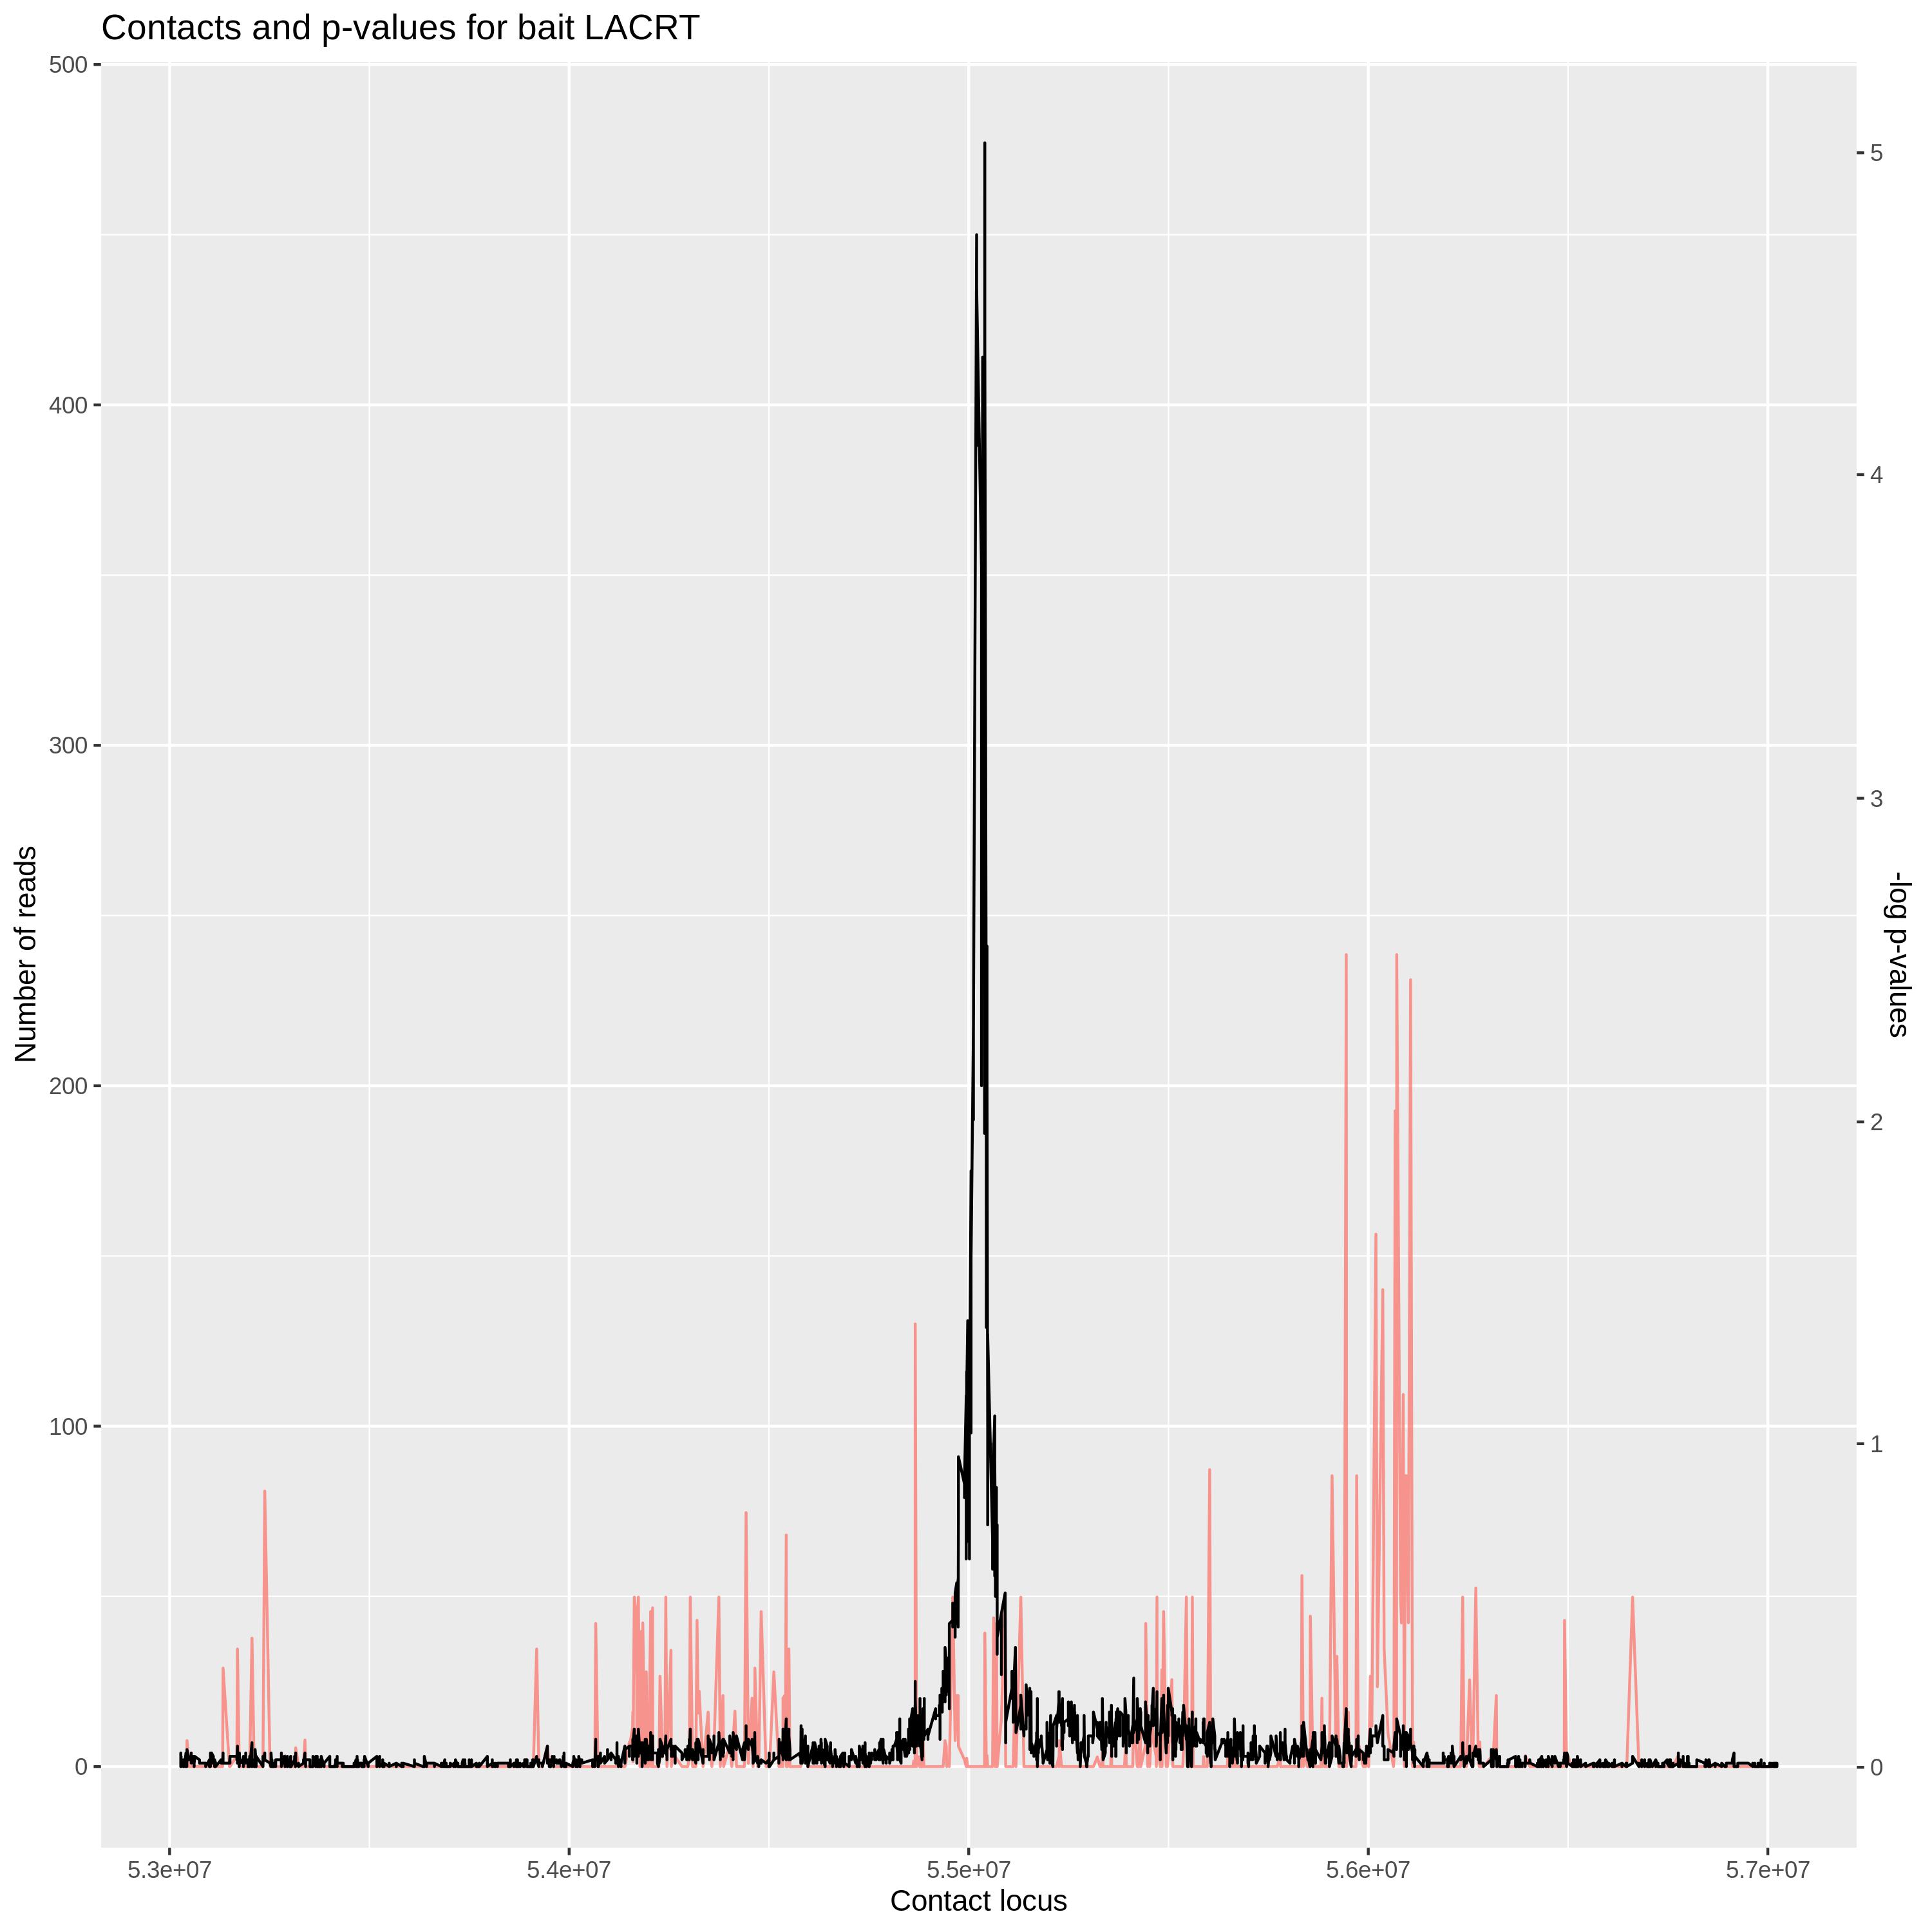 Contacts and p-values for bait LACRT
500
400
300
200
100
0
Number of reads
5
4
3
2
1
0
-log p-values
5.3e+07
5.4e+07
5.5e+07
5.6e+07
5.7e+07
Contact locus